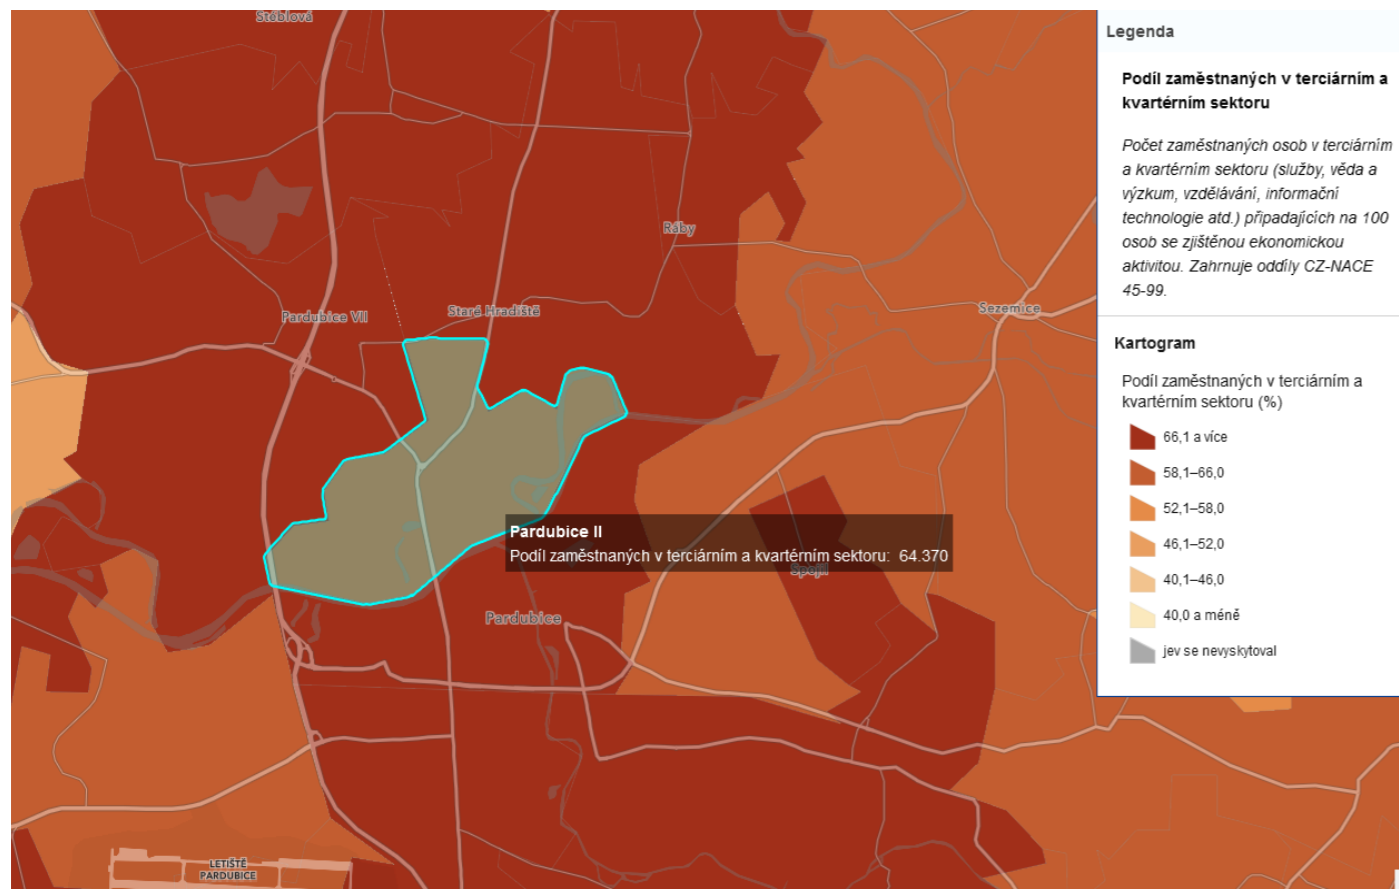 Stéblová
Ráby
Pardubice VII
Staré Hradiště
Sezemice
Pardubice II
Podíl zaměstnaných v terciárním a kvartérním sektoru: 64.370
Spojil
Pardubice
LETIŠTĚ
PARDUBICE
Legenda
Podíl zaměstnaných v terciárním a
kvartérním sektoru
Počet zaměstnaných osob v terciárním
a kvartérním sektoru (služby, věda a
výzkum, vzdělávání, informační
technologie atd.) připadajících na 100
osob se zjištěnou ekonomickou
aktivitou. Zahrnuje oddíly CZ-NACE
45-99.
Kartogram
Podíl zaměstnaných v terciárním a
kvartérním sektoru (%)
66,1 a více
58,1–66,0
52,1–58,0
46,1–52,0
40,1–46,0
40,0 a méně
jev se nevyskytoval